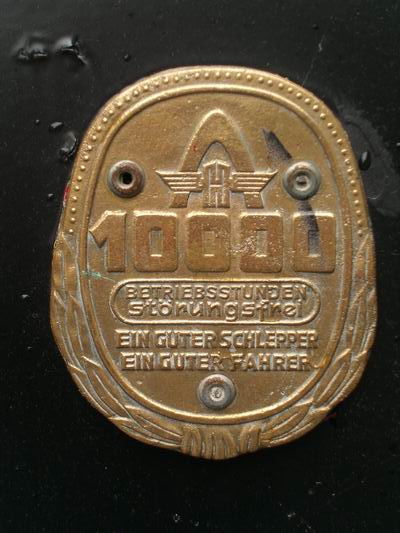 10000
BETRIEBSSTUNDEN
störungsfrei
EIN GUTER SCHLEPPER
EIN GUTER FAHRER